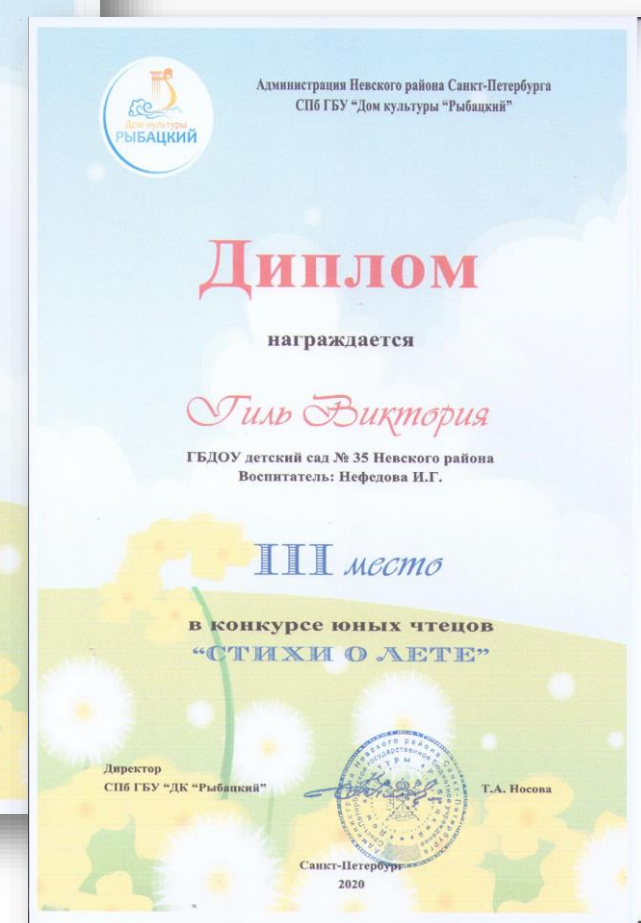 Дом культуры
РЫБАЦКИЙ
Администрация Невского района Санкт-Петербурга
СПб ГБУ “Дом культуры “Рыбацкий”
Диплом
награждается
Гиль Виктория
ГБДОУ детский сад № 35 Невского района
Воспитатель: Нефедова И.Г.
III место
в конкурсе юных чтецов
“СТИХИ О ЛЕТЕ”
Директор
СПб ГБУ “ДК “Рыбацкий”
Т.А. Носова
Санкт-Петербург
2020